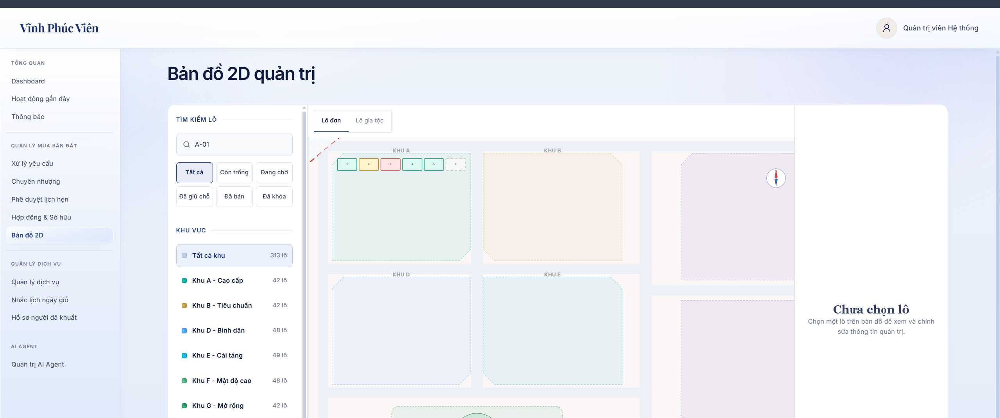 Vĩnh Phúc Viên
Quản trị viên Hệ thống
TỔNG QUAN
Dashboard
Hoạt động gần đây
Thông báo
QUẢN LÝ MUA BÁN ĐẤT
Xử lý yêu cầu
Chuyển nhượng
Phê duyệt lịch hẹn
Hợp đồng & Sở hữu
Bản đồ 2D
QUẢN LÝ DỊCH VỤ
Quản lý dịch vụ
Nhắc lịch ngày giỗ
Hồ sơ người đã khuất
AI AGENT
Quản trị AI Agent
Bản đồ 2D quản trị
TÌM KIẾM LÔ
A-01
Tất cả
Còn trống
Đang chờ
Đã giữ chỗ
Đã bán
Đã khóa
KHU VỰC
Tất cả khu 313 lô
Khu A - Cao cấp 42 lô
Khu B - Tiêu chuẩn 42 lô
Khu D - Bình dân 48 lô
Khu E - Cải táng 49 lô
Khu F - Mật độ cao 48 lô
Khu G - Mở rộng 42 lô
Lô đơn
Lô gia tộc
KHU A
KHU B
1 2 3 4 5 8
N
KHU D
KHU E
Chưa chọn lô
Chọn một lô trên bản đồ để xem và chỉnh
sửa thông tin quản trị.